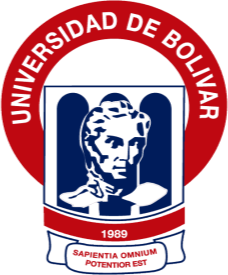 UNIVERSIDAD DE BOLIVAR
1989
SAPIENTIA OMNIUM
POTENTIOR EST